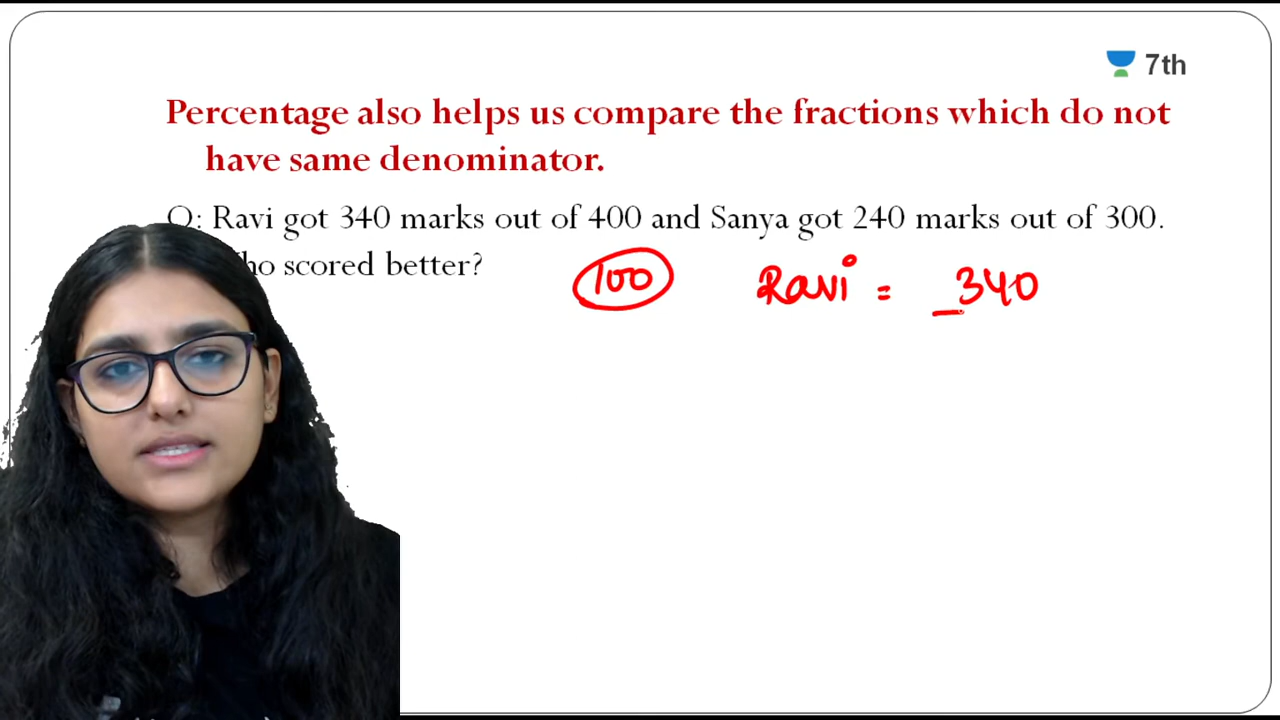 7th
Percentage also helps us compare the fractions which do not
have same denominator.
Q: Ravi got 340 marks out of 400 and Sanya got 240 marks out of 300.
ho scored better?
100 Ravi = 340